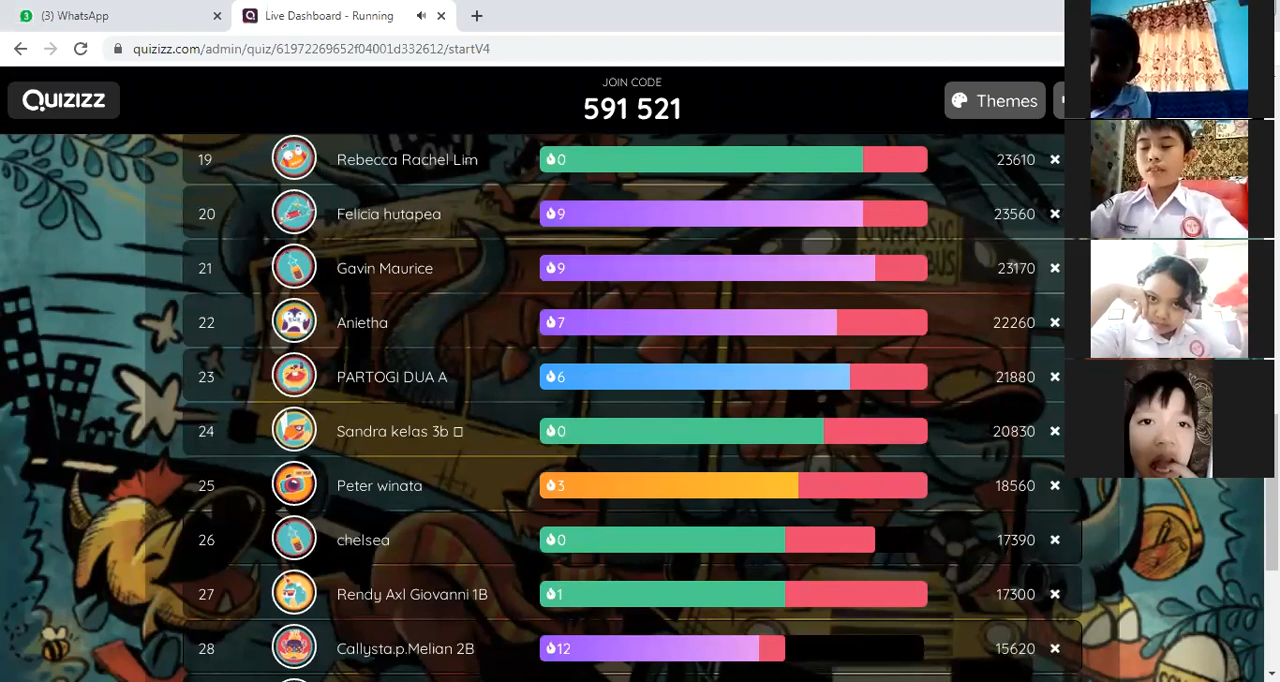 (3) WhatsApp
Live Dashboard - Running
quizizz.com/admin/quiz/61972269652f04001d332612/startV4
QUIZIZZ
JOIN CODE
591 521
Themes
19 Rebecca Rachel Lim 0 23610
20 Felicia hutapea 9 23560
21 Gavin Maurice 9 23170
22 Anietha 7 22260
23 PARTOGI DUA A 6 21880
24 Sandra kelas 3b □ 0 20830
25 Peter winata 3 18560
26 chelsea 0 17390
27 Rendy Axl Giovanni 1B 1 17300
28 Callysta.p.Melian 2B 12 15620